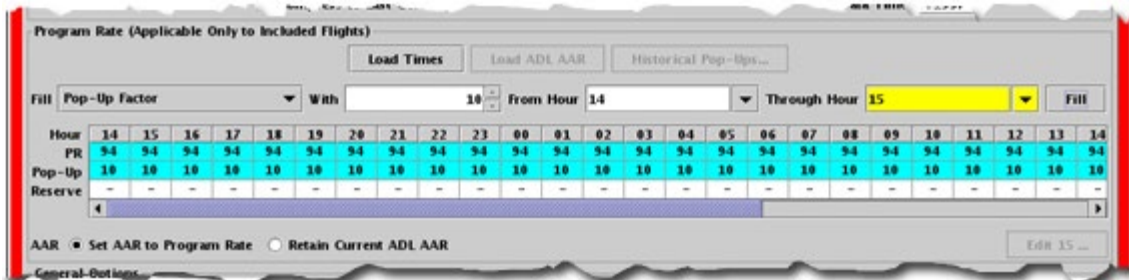 Program Rate (Applicable Only to Included Flights)
Load Times Load ADL AAR Historical Pop-Ups...
Fill Pop-Up Factor With 10 From Hour 14 Through Hour 15 Fill
Hour 14 15 16 17 18 19 20 21 22 23 00 01 02 03 04 05 06 07 08 09 10 11 12 13 14
PR 94 94 94 94 94 94 94 94 94 94 94 94 94 94 94 94 94 94 94 94 94 94 94 94 94
Pop-Up 10 10 10 10 10 10 10 10 10 10 10 10 10 10 10 10 10 10 10 10 10 10 10 10 10
Reserve - - - - - - - - - - - - - - - - - - - - - - - - -
AAR Set AAR to Program Rate Retain Current ADL AAR Edit 15 ...
General Options